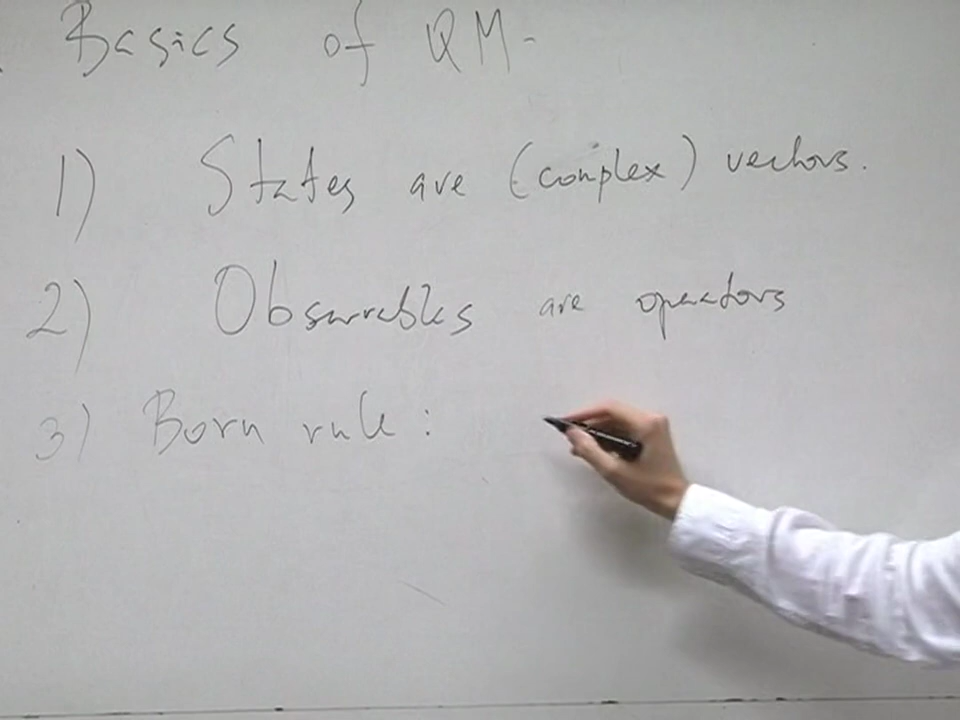 Basics of QM.
1) States are (complex) vectors.
2) Observables are operators
3) Born rule: